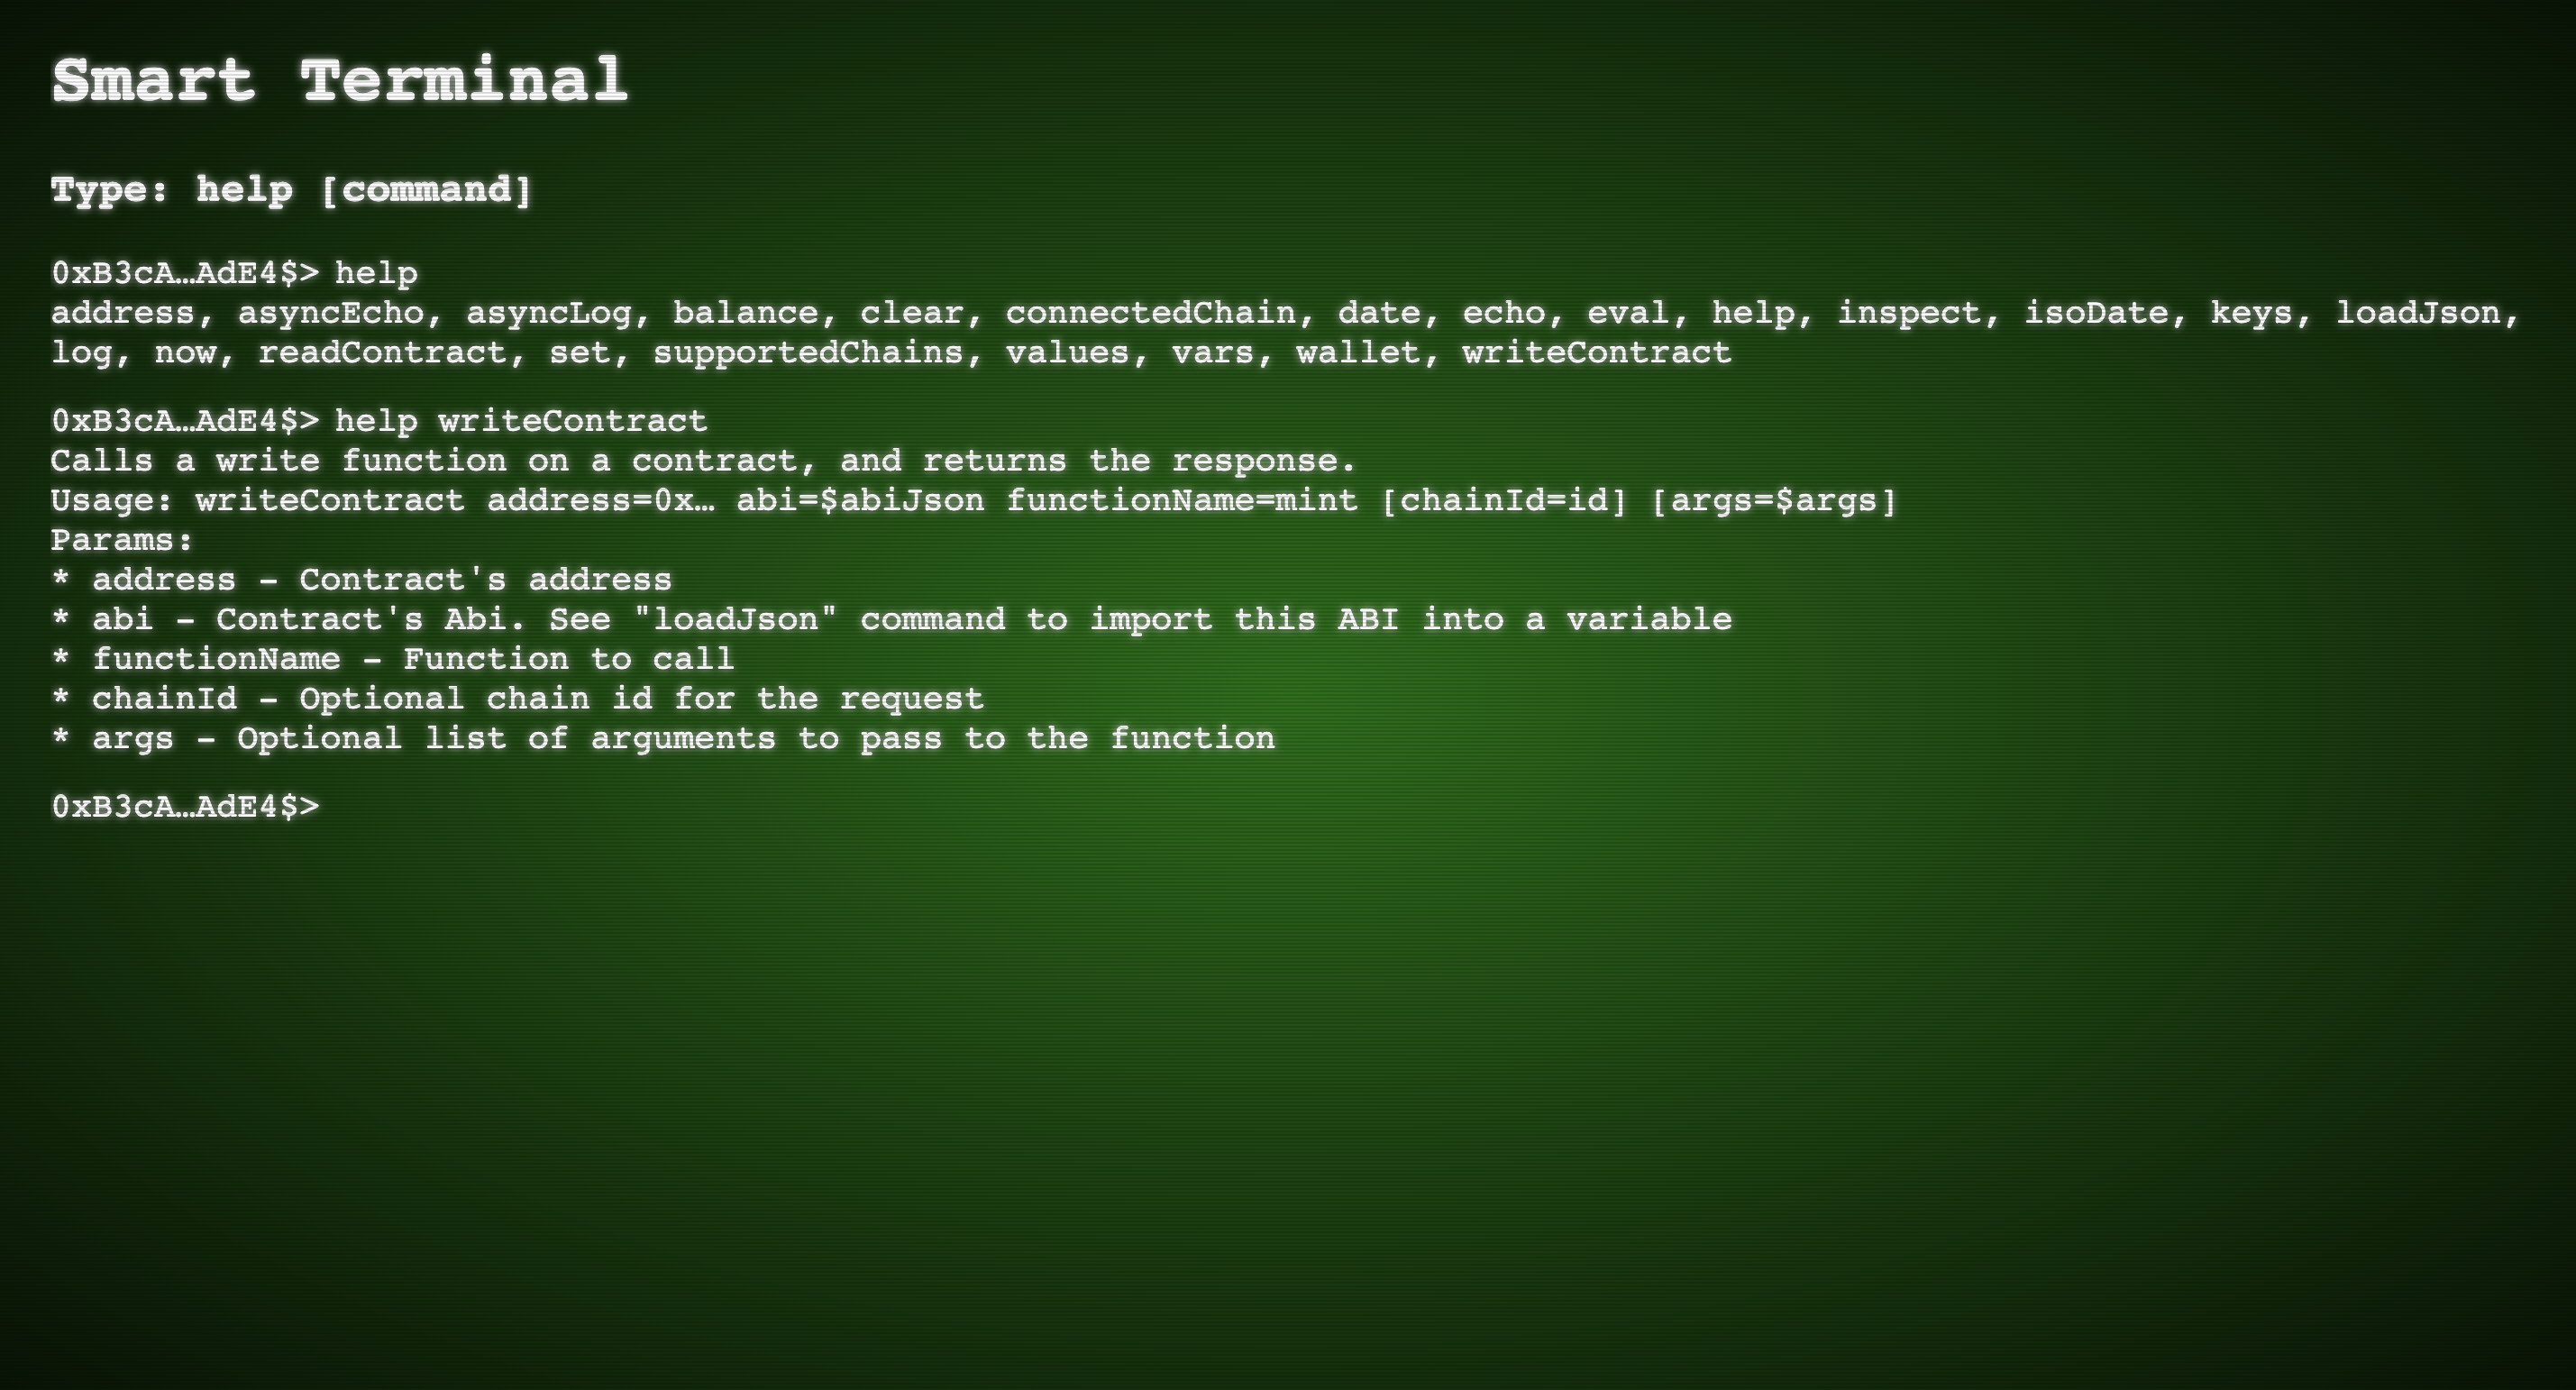 Smart Terminal
Type: help [command]
0xB3cA…AdE4$> help
address, asyncEcho, asyncLog, balance, clear, connectedChain, date, echo, eval, help, inspect, isoDate, keys, loadJson,
log, now, readContract, set, supportedChains, values, vars, wallet, writeContract
0xB3cA…AdE4$> help writeContract
Calls a write function on a contract, and returns the response.
Usage: writeContract address=0x… abi=$abiJson functionName=mint [chainId=id] [args=$args]
Params:
* address - Contract's address
* abi - Contract's Abi. See "loadJson" command to import this ABI into a variable
* functionName - Function to call
* chainId - Optional chain id for the request
* args - Optional list of arguments to pass to the function
0xB3cA…AdE4$>